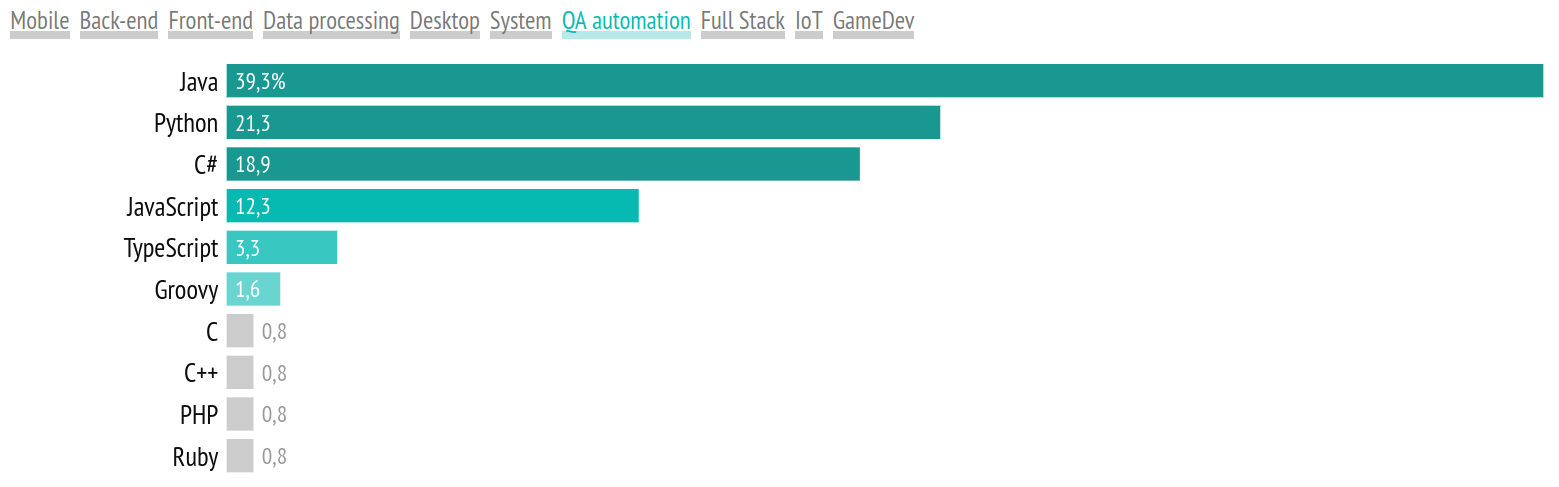 Mobile Back-end Front-end Data processing Desktop System QA automation Full Stack IoT GameDev
Java 39,3%
Python 21,3
C# 18,9
JavaScript 12,3
TypeScript 3,3
Groovy 1,6
C 0,8
C++ 0,8
PHP 0,8
Ruby 0,8